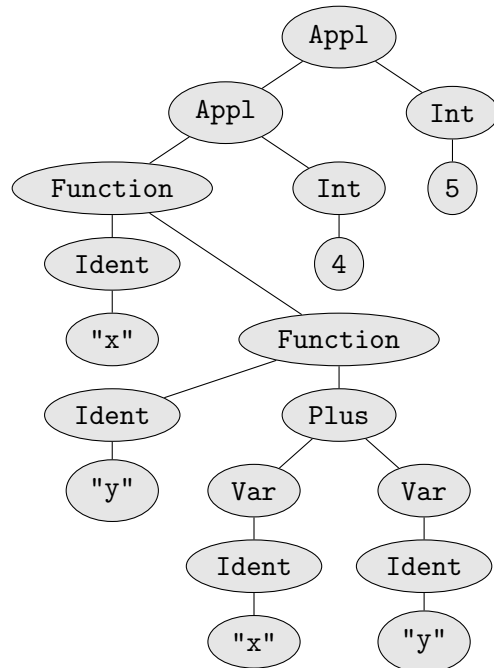 Appl
Appl Int
Function Int 5
Ident 4
"x" Function
Ident Plus
"y" Var Var
Ident Ident
"x" "y"